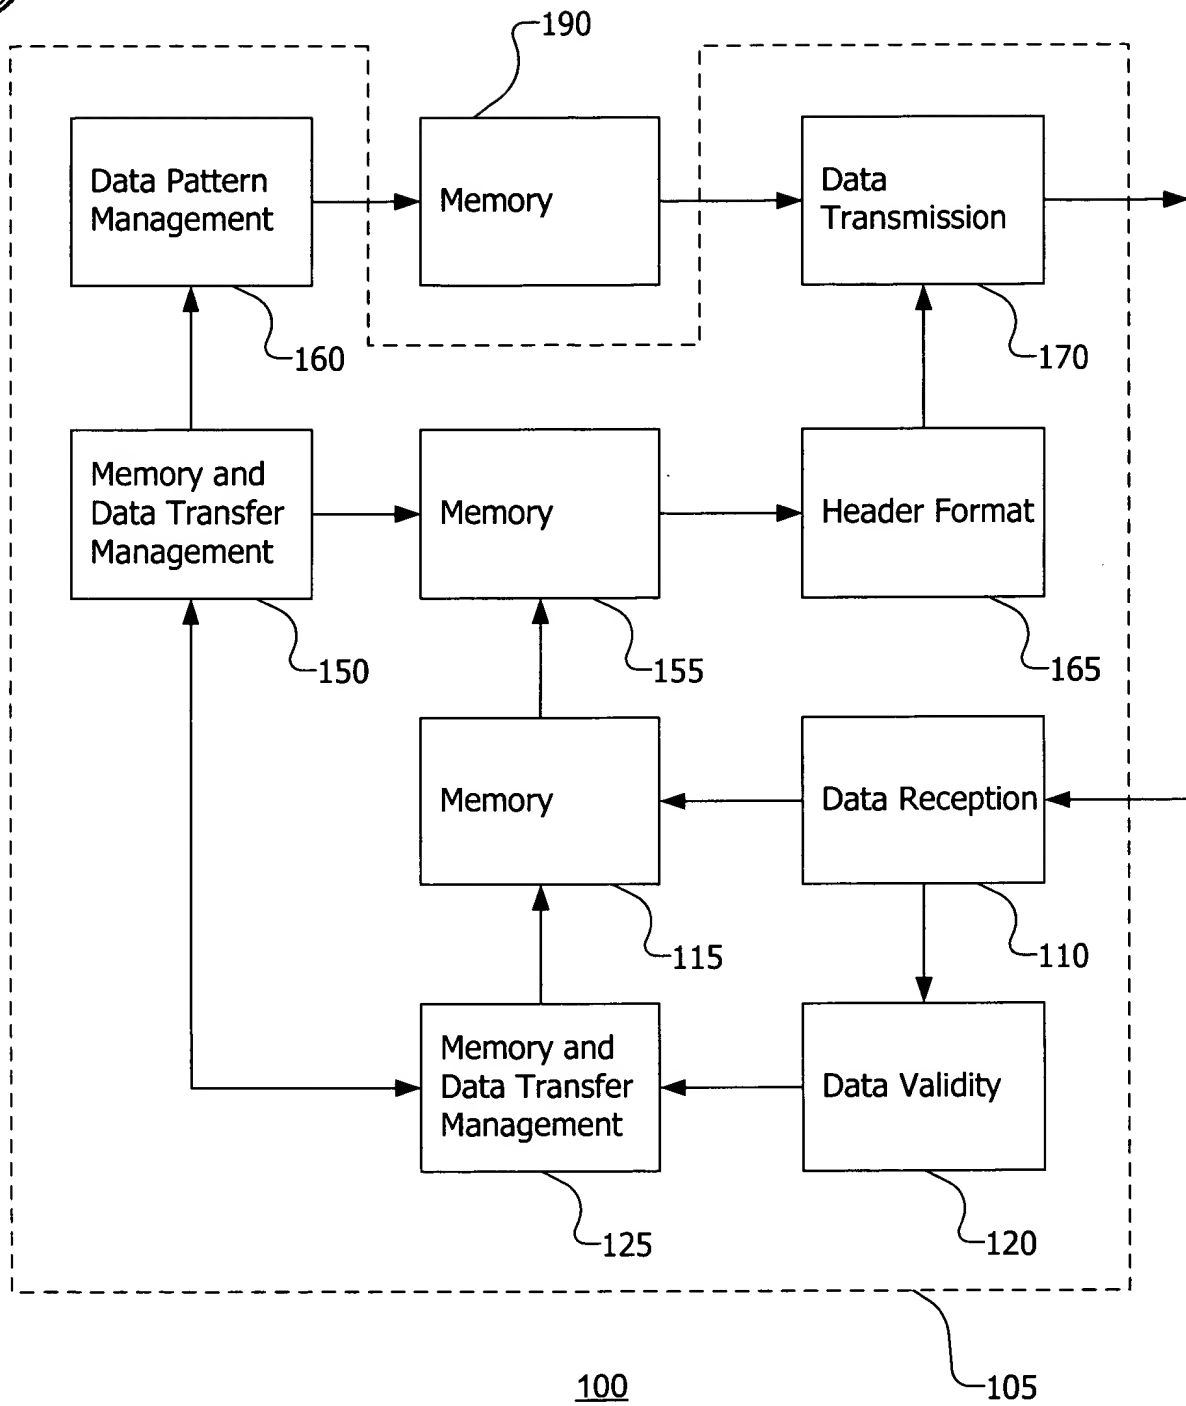 190
Data Pattern
Management
Memory
Data
Transmission
160
170
Memory and
Data Transfer
Management
Memory
Header Format
150
155
165
Memory
Data Reception
115
110
Memory and
Data Transfer
Management
Data Validity
125
120
105
100